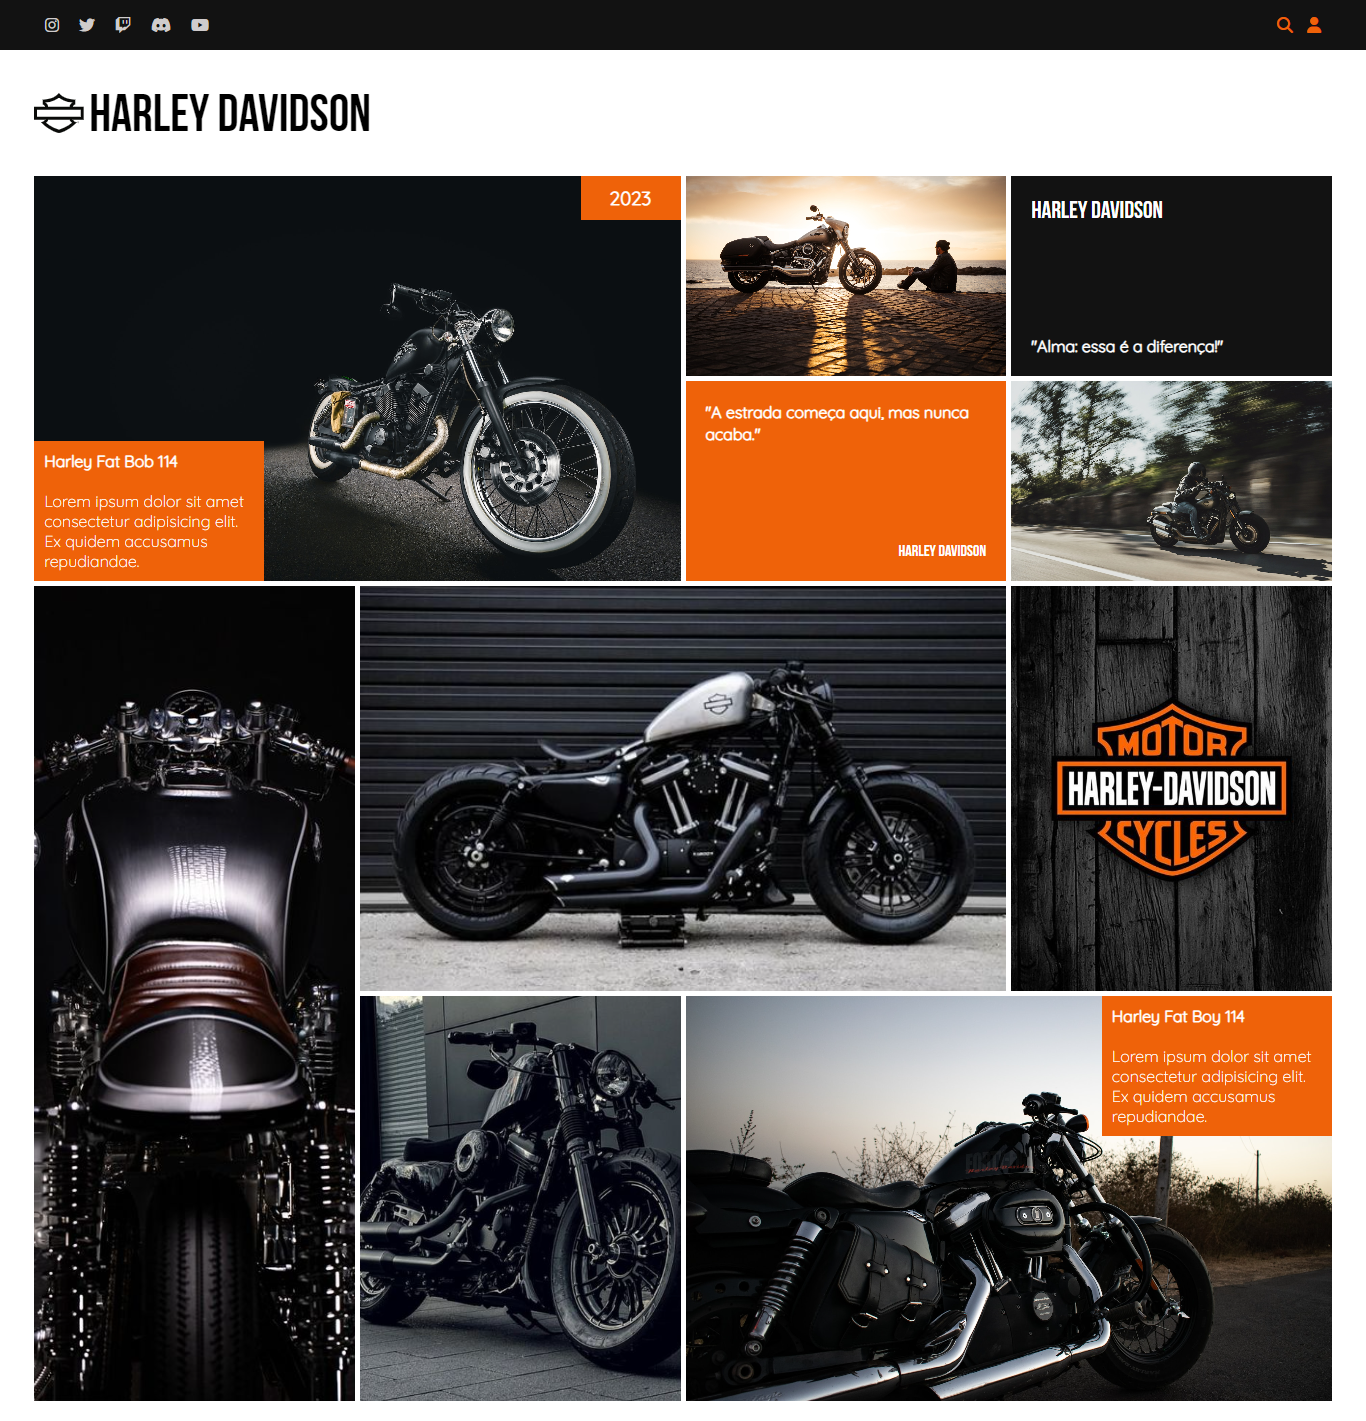 HARLEY DAVIDSON
2023
Harley Fat Bob 114
Lorem ipsum dolor sit amet
consectetur adipisicing elit.
Ex quidem accusamus
repudiandae.
HARLEY DAVIDSON
"Alma: essa é a diferença!"
"A estrada começa aqui, mas nunca
acaba."
HARLEY DAVIDSON
MOTOR
HARLEY-DAVIDSON
CYCLES
Harley Fat Boy 114
Lorem ipsum dolor sit amet
consectetur adipisicing elit.
Ex quidem accusamus
repudiandae.